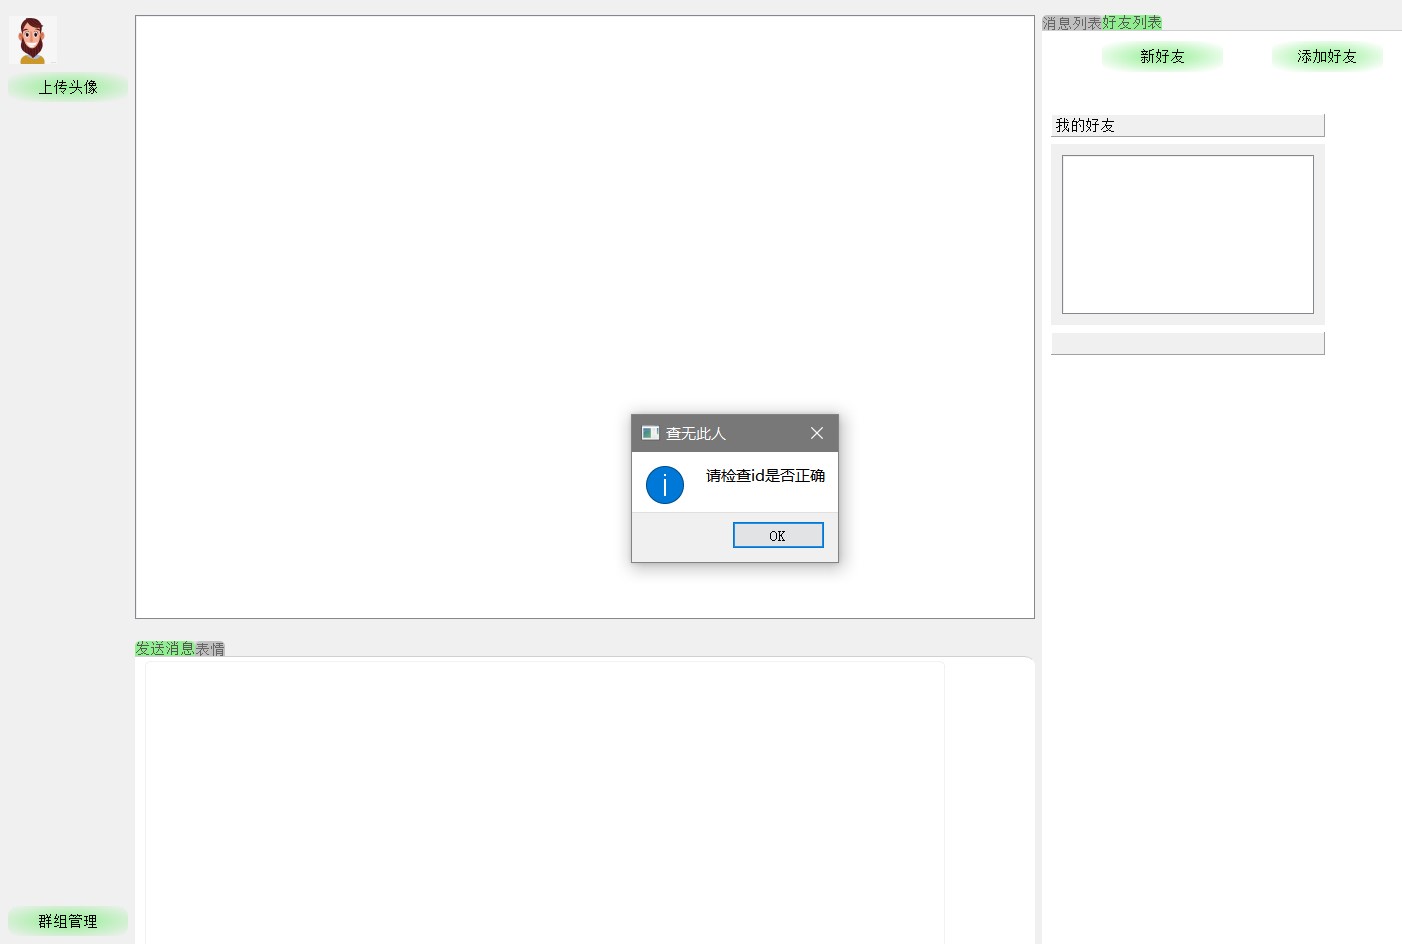 上传头像
群组管理
发送消息 表情
消息列表 好友列表
新好友 添加好友
我的好友
查无此人
请检查id是否正确
OK